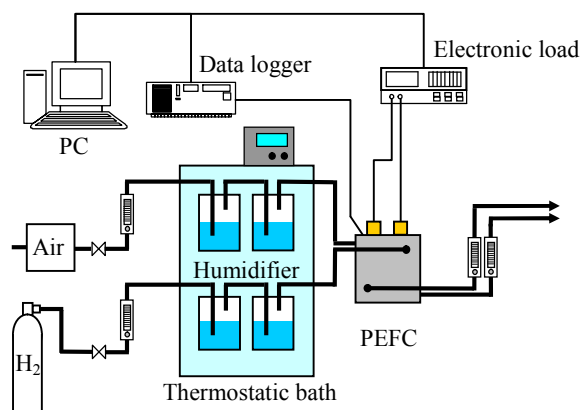 Electronic load
Data logger
PC
Air
Humidifier
H₂
PEFC
Thermostatic bath